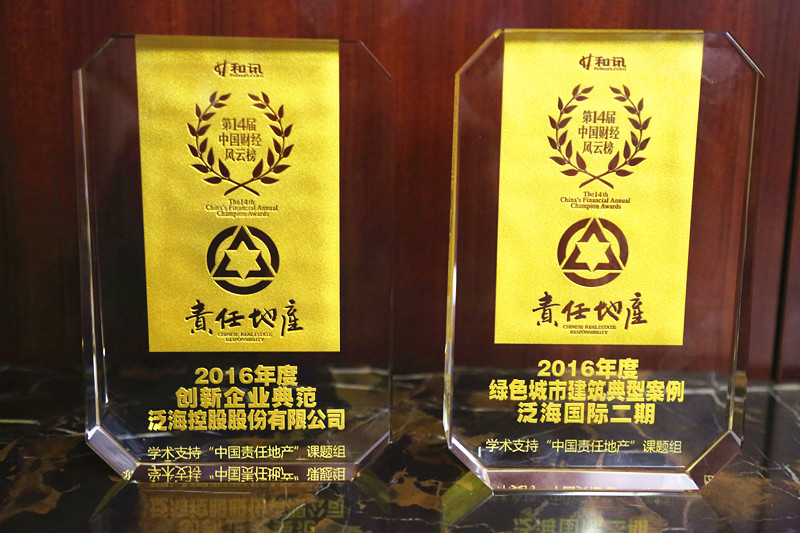 和讯
第14届
中国财经
风云榜
The 14th
China's Financial Annual
Champion Awards
責任地产
CHINESE REAL ESTATE
RESPONSIBILITY
2016年度
创新企业典范
泛海控股股份有限公司
学术支持“中国责任地产”课题组
和讯
第14届
中国财经
风云榜
The 14th
China's Financial Annual
Champion Awards
責任地产
CHINESE REAL ESTATE
RESPONSIBILITY
2016年度
绿色城市建筑典型案例
泛海国际二期
学术支持“中国责任地产”课题组